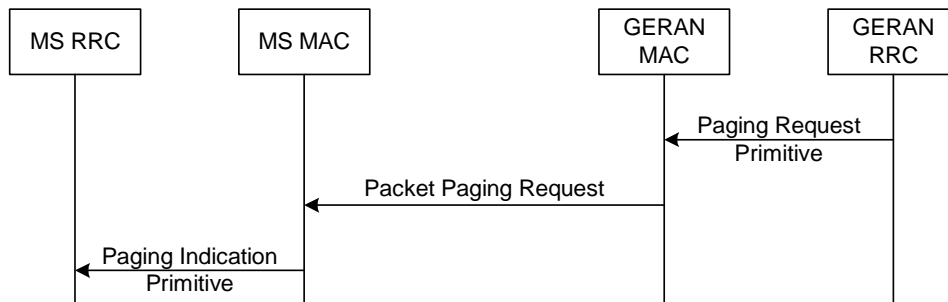 MS RRC
MS MAC
GERAN
MAC
GERAN
RRC
Paging Request
Primitive
Packet Paging Request
Paging Indication
Primitive